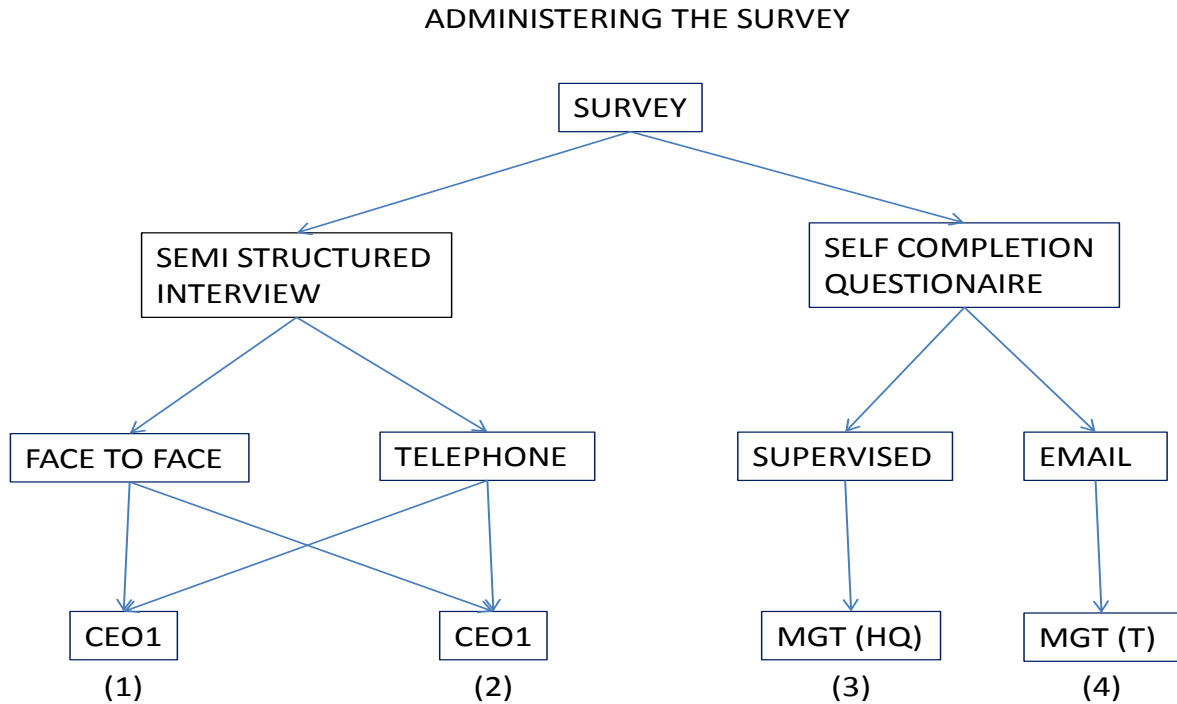 ADMINISTERING THE SURVEY
SURVEY
SEMI STRUCTURED
INTERVIEW
SELF COMPLETION
QUESTIONAIRE
FACE TO FACE
TELEPHONE
SUPERVISED
EMAIL
CEO1
CEO1
MGT (HQ)
MGT (T)
(1)
(2)
(3)
(4)